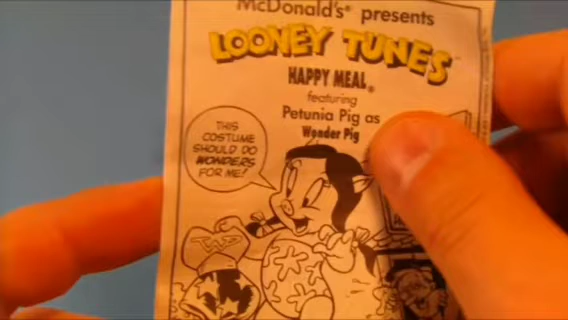 McDonald's® presents
LOONEY TUNES
HAPPY MEAL®
featuring
Petunia Pig as
Wonder Pig
THIS
COSTUME
SHOULD DO
WONDERS
FOR ME!